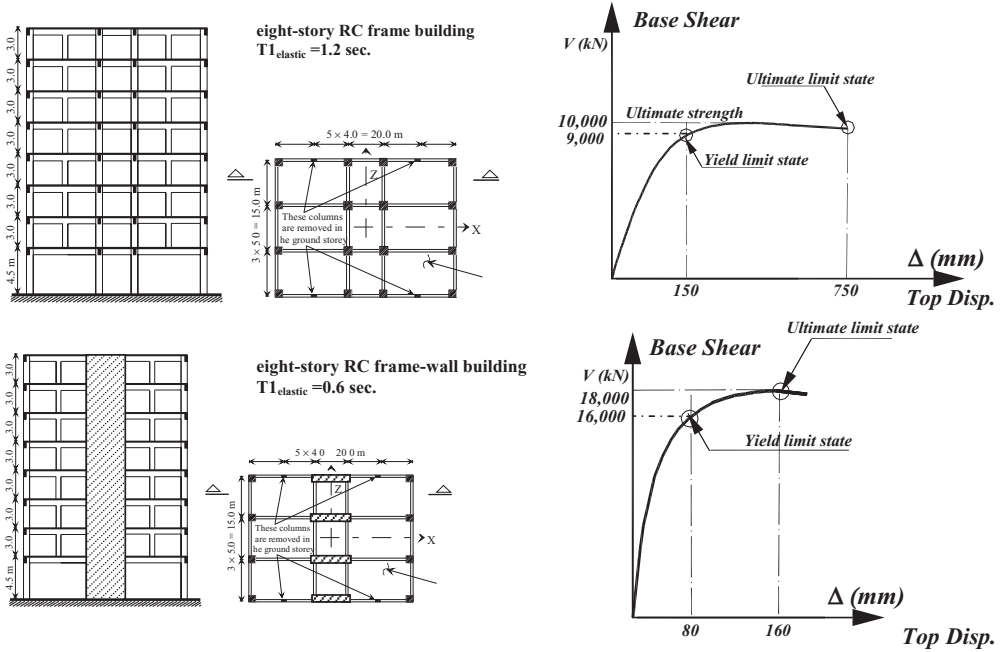 eight-story RC frame building
T1elastic =1.2 sec.
3.0
3.0
3.0
3.0
3.0
3.0
3.0
4.5 m
5 × 4.0 = 20.0 m
3 × 5 0 = 15.0 m
Z
X
These columns
are removed in
he ground storey
Base Shear
V (kN)
10,000
9,000
Ultimate strength
Ultimate limit state
Yield limit state
150
750
Δ (mm)
Top Disp.
eight-story RC frame-wall building
T1elastic =0.6 sec.
3.0
3.0
3.0
3.0
3.0
3.0
3.0
4.5 m
5 × 4 0 20 0 m
3 × 5.0 = 15.0 m
Z
X
These columns
are removed in
he ground storey
Base Shear
V (kN)
18,000
16,000
Ultimate limit state
Yield limit state
80
160
Δ (mm)
Top Disp.